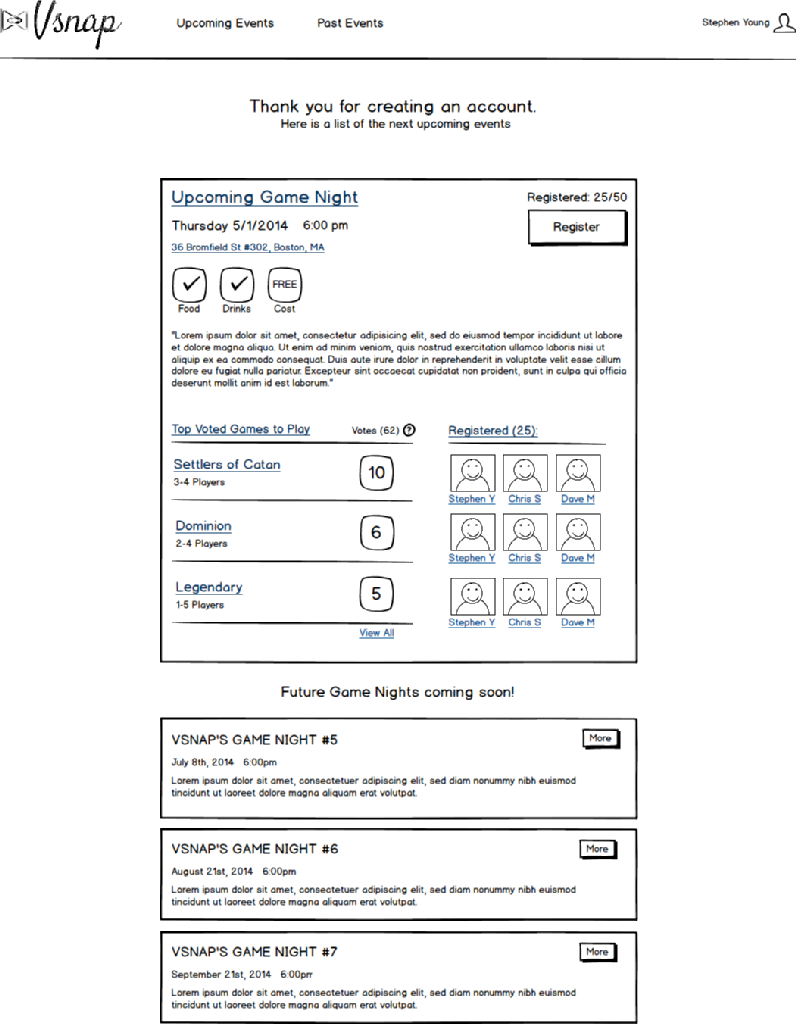 Vsnap
Upcoming Events
Past Events
Stephen Young
Thank you for creating an account.
Here is a list of the next upcoming events
Upcoming Game Night
Registered: 25/50
Thursday 5/1/2014 6:00 pm
Register
36 Bromfield St #302, Boston, MA
FREE
Food
Drinks
Cost
"Lorem ipsum dolor sit amet, consectetur adipisicing elit, sed do eiusmod tempor incididunt ut labore
et dolore magna aliqua. Ut enim ad minim veniam, quis nostrud exercitation ullamco laboris nisi ut
aliquip ex ea commodo consequat. Duis aute irure dolor in reprehenderit in voluptate velit esse cillum
dolore eu fugiat nulla pariatur. Excepteur sint occaecat cupidatat non proident, sunt in culpa qui officia
deserunt mollit anim id est laborum."
Top Voted Games to Play
Votes (62) ?
Settlers of Catan
3-4 Players
10
Dominion
2-4 Players
6
Legendary
1-5 Players
5
View All
Registered (25):
Stephen Y Chris S Dave M
Stephen Y Chris S Dave M
Stephen Y Chris S Dave M
Future Game Nights coming soon!
VSNAP'S GAME NIGHT #5
More
July 8th, 2014 6:00pm
Lorem ipsum dolor sit amet, consectetuer adipiscing elit, sed diam nonummy nibh euismod
tincidunt ut laoreet dolore magna aliquam erat volutpat.
VSNAP'S GAME NIGHT #6
More
August 21st, 2014 6:00pm
Lorem ipsum dolor sit amet, consectetuer adipiscing elit, sed diam nonummy nibh euismod
tincidunt ut laoreet dolore magna aliquam erat volutpat.
VSNAP'S GAME NIGHT #7
More
September 21st, 2014 6:00pm
Lorem ipsum dolor sit amet, consectetuer adipiscing elit, sed diam nonummy nibh euismod
tincidunt ut laoreet dolore magna aliquam erat volutpat.